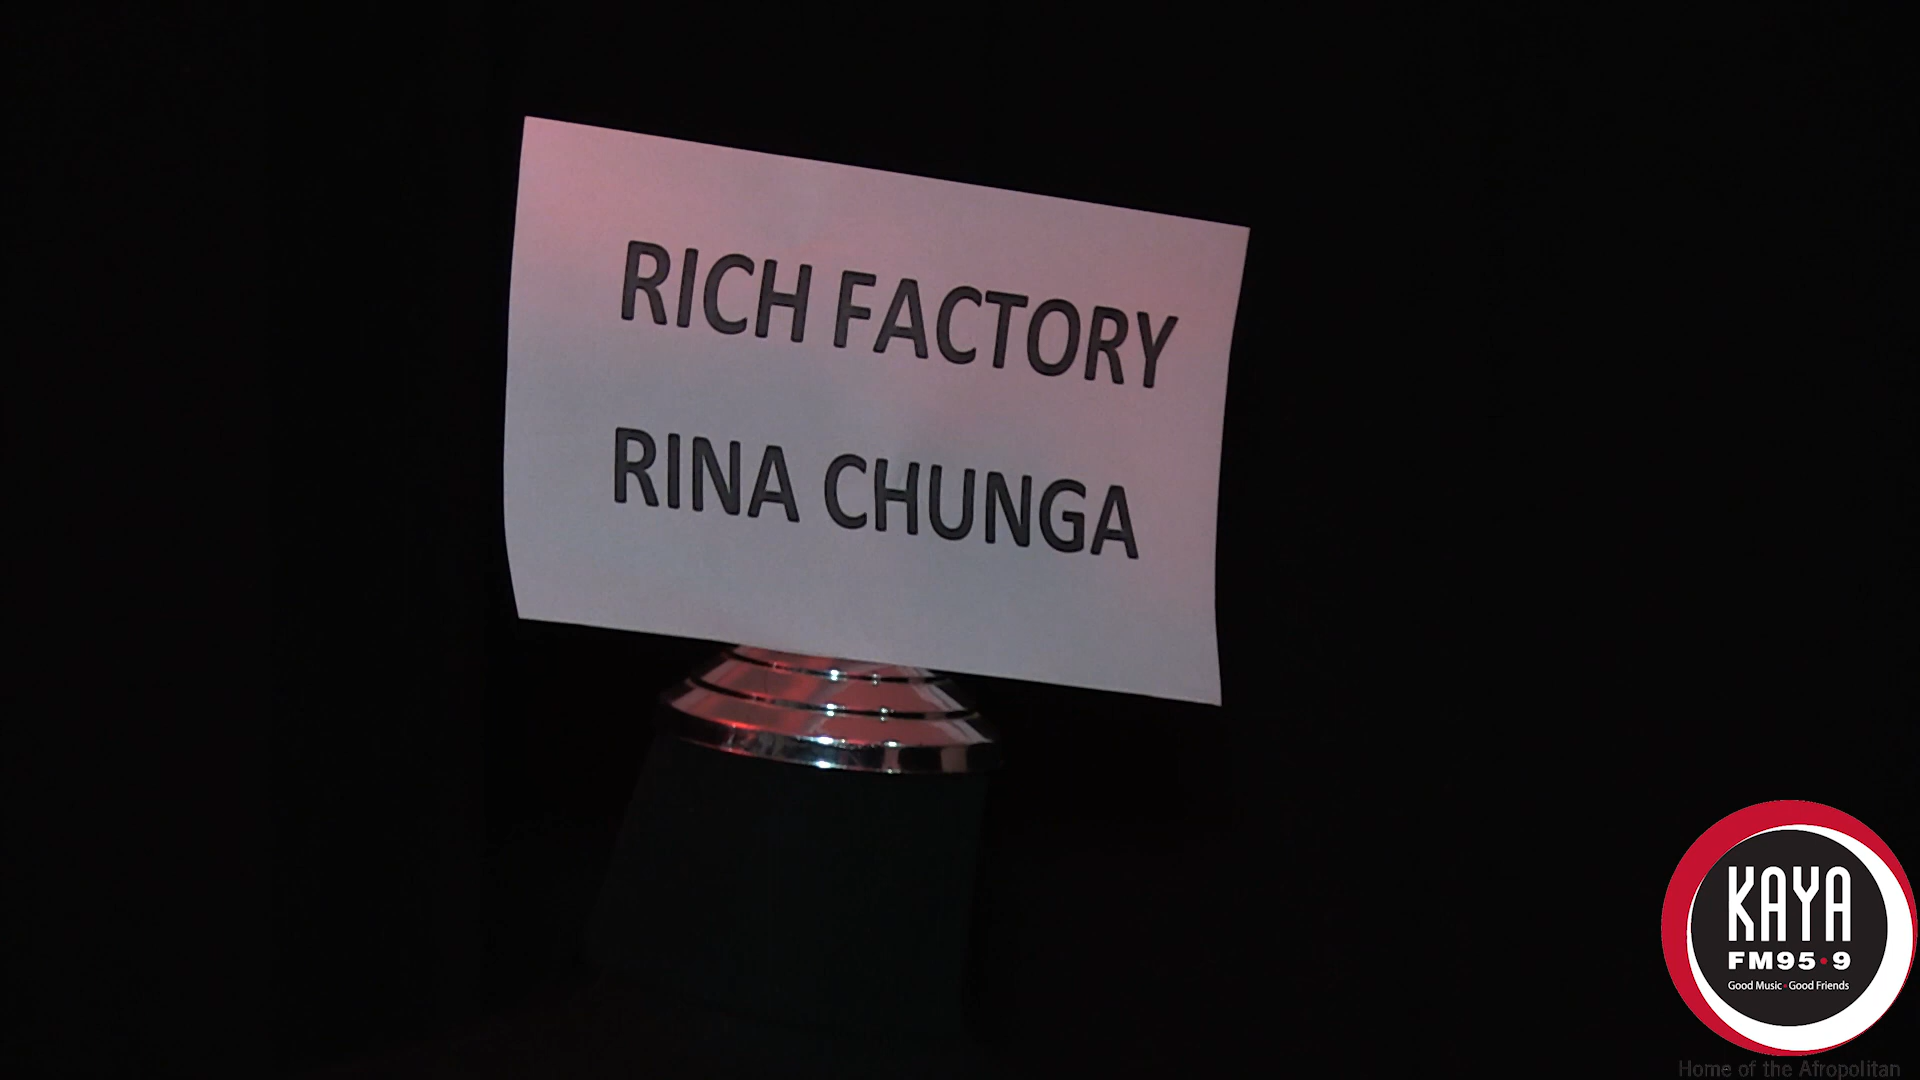 RICH FACTORY
RINA CHUNGA
KAYA
FM95•9
Good Music•Good Friends
Home of the Afropolitan